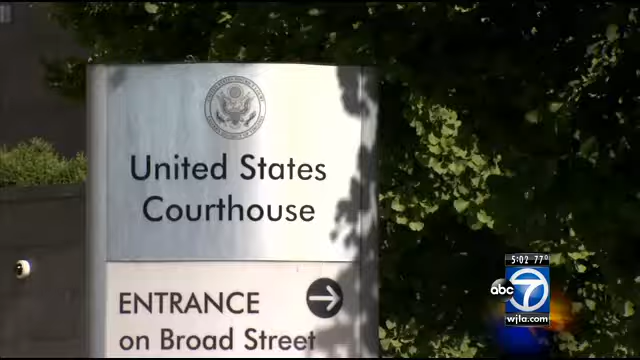 United States
Courthouse
ENTRANCE
on Broad Street
5:02 77°
abc 7
wjla.com